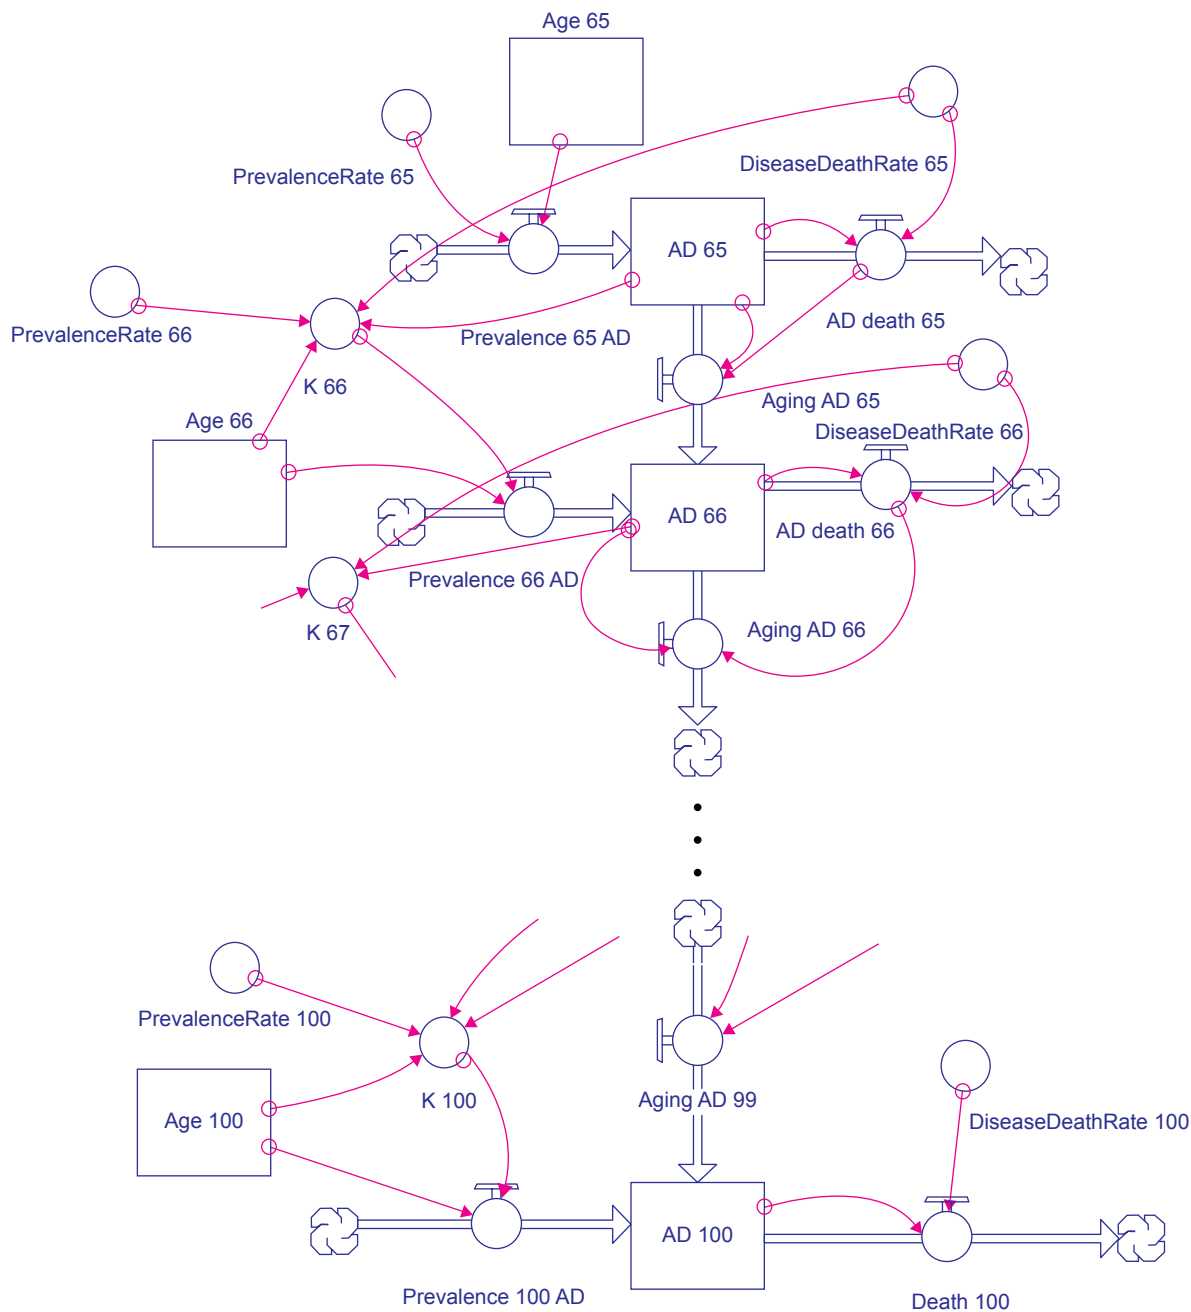 Age 65
PrevalenceRate 65
DiseaseDeathRate 65
AD 65
PrevalenceRate 66
Prevalence 65 AD
AD death 65
K 66
Aging AD 65
Age 66
DiseaseDeathRate 66
AD 66
AD death 66
Prevalence 66 AD
K 67
Aging AD 66
PrevalenceRate 100
K 100
Aging AD 99
Age 100
DiseaseDeathRate 100
AD 100
Prevalence 100 AD
Death 100